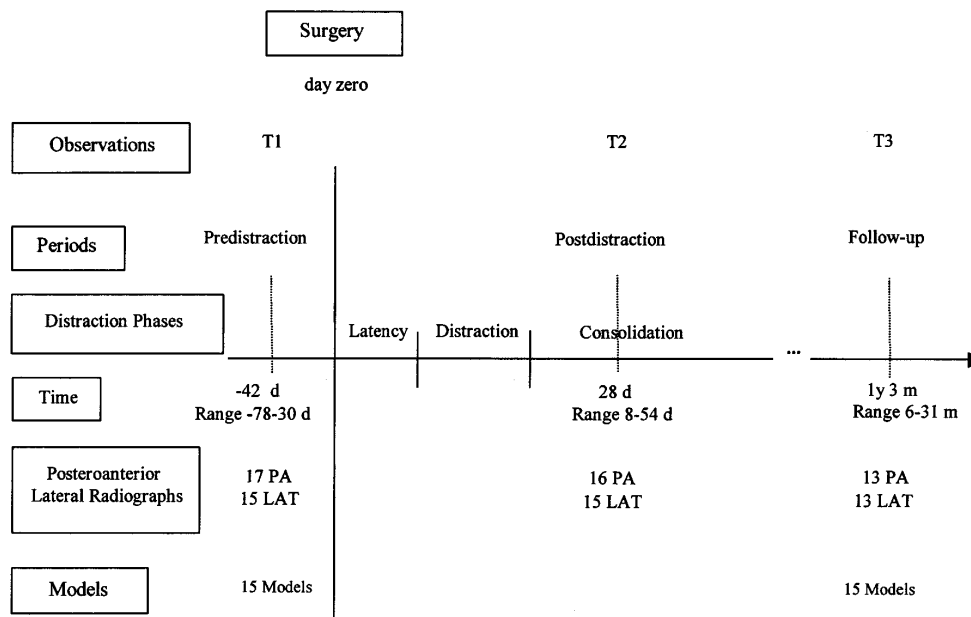 Surgery
day zero
Observations T1 T2 T3
Periods Predistraction Postdistraction Follow-up
Distraction Phases Latency Distraction Consolidation ...
Time -42 d 28 d 1y 3 m
Range -78-30 d Range 8-54 d Range 6-31 m
Posteroanterior 17 PA 16 PA 13 PA
Lateral Radiographs 15 LAT 15 LAT 13 LAT
Models 15 Models 15 Models